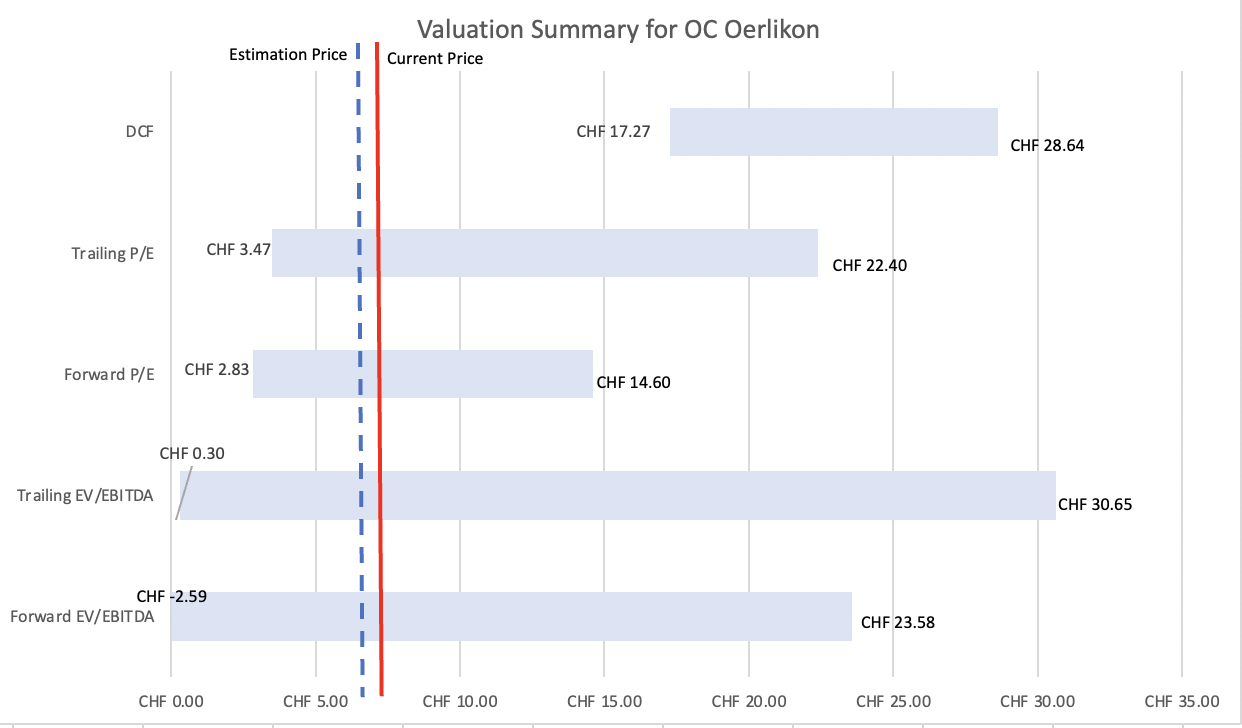 Valuation Summary for OC Oerlikon
Estimation Price
Current Price
DCF
CHF 17.27
CHF 28.64
Trailing P/E
CHF 3.47
CHF 22.40
Forward P/E
CHF 2.83
CHF 14.60
CHF 0.30
Trailing EV/EBITDA
CHF 30.65
CHF -2.59
Forward EV/EBITDA
CHF 23.58
CHF 0.00 CHF 5.00 CHF 10.00 CHF 15.00 CHF 20.00 CHF 25.00 CHF 30.00 CHF 35.00